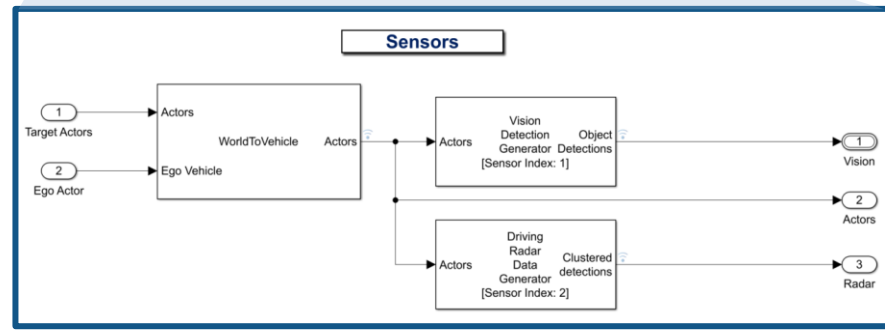 Sensors
1
Target Actors
2
Ego Actor
Actors
Ego Vehicle
WorldToVehicle
Actors
Actors
Vision
Detection
Generator
[Sensor Index: 1]
Object
Detections
Actors
Driving
Radar
Data
Generator
[Sensor Index: 2]
Clustered
detections
1
Vision
2
Actors
3
Radar